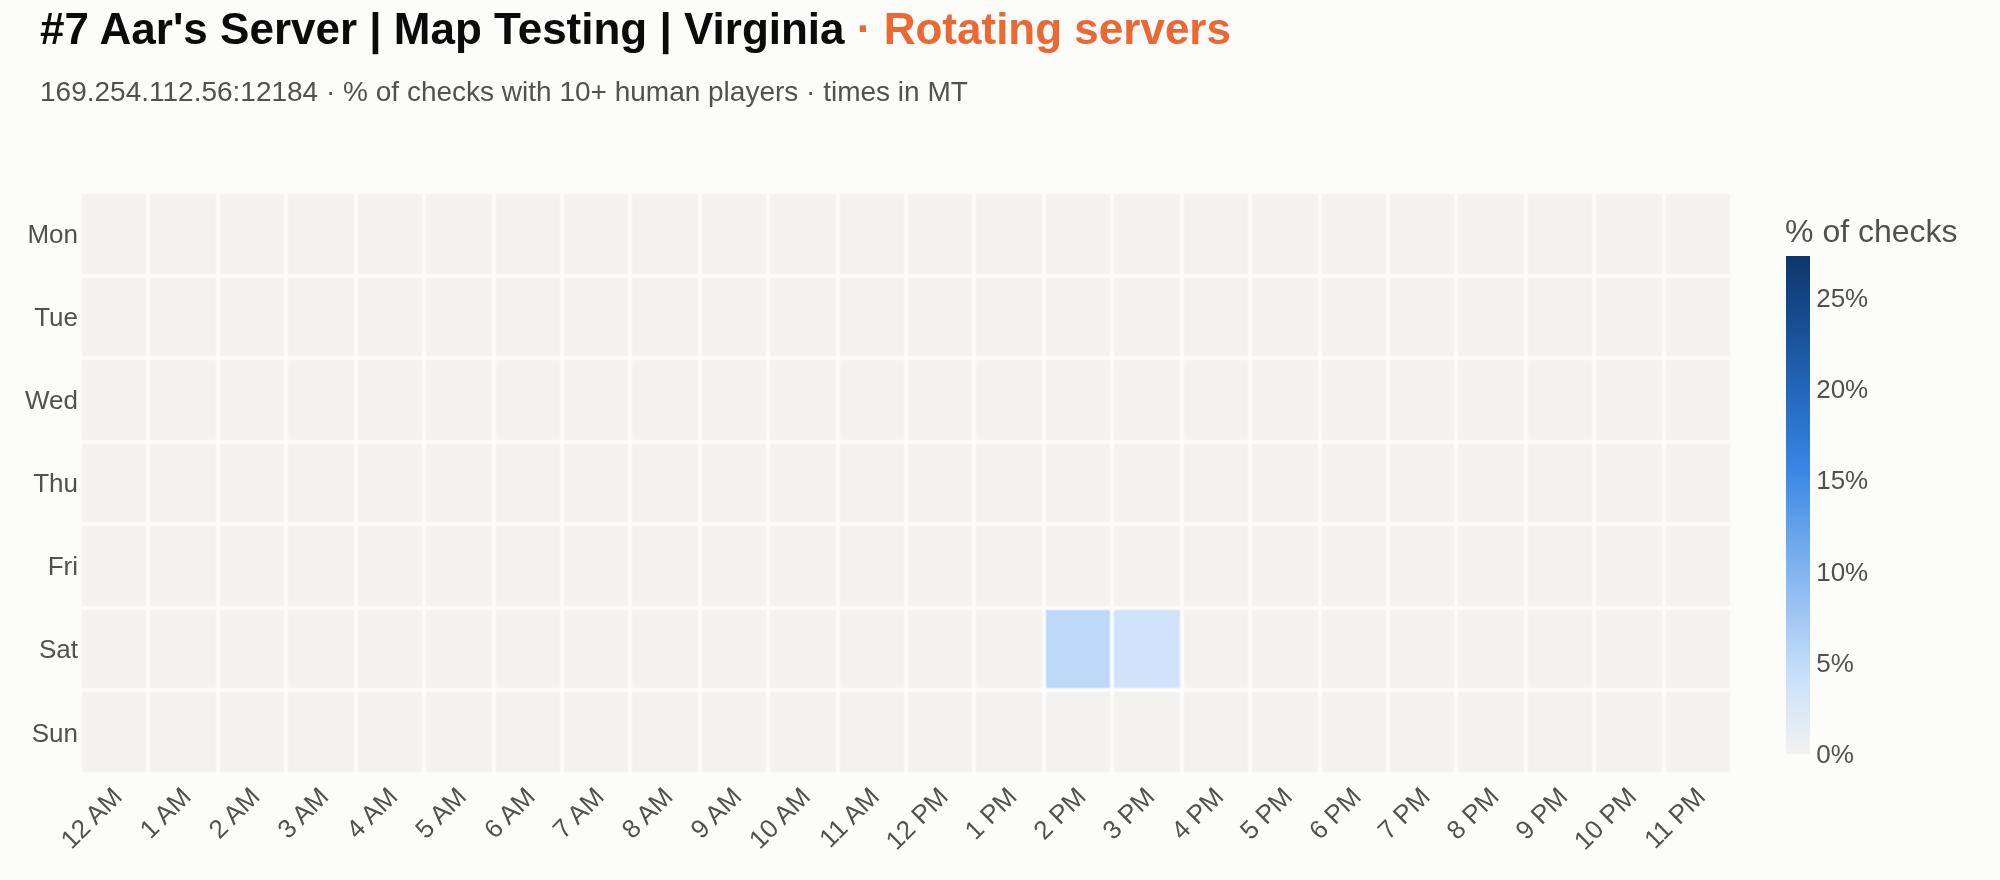 #7 Aar's Server | Map Testing | Virginia · Rotating servers
169.254.112.56:12184 · % of checks with 10+ human players · times in MT
% of checks
25%
20%
15%
10%
5%
0%
Mon
Tue
Wed
Thu
Fri
Sat
Sun
12 AM
1 AM
2 AM
3 AM
4 AM
5 AM
6 AM
7 AM
8 AM
9 AM
10 AM
11 AM
12 PM
1 PM
2 PM
3 PM
4 PM
5 PM
6 PM
7 PM
8 PM
9 PM
10 PM
11 PM